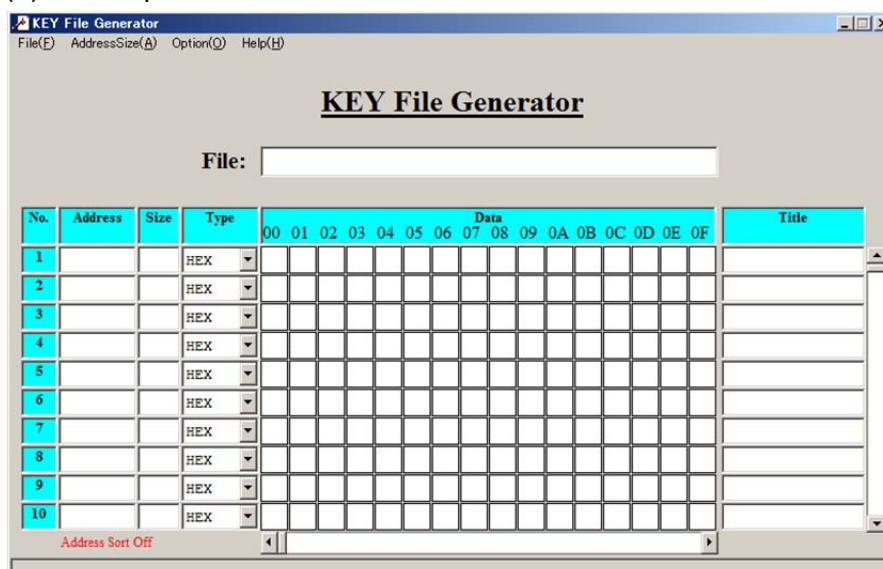 KEY File Generator
File(F) AddressSize(A) Option(O) Help(H)
KEY File Generator
File:
No. Address Size Type Data Title
00 01 02 03 04 05 06 07 08 09 0A 0B 0C 0D 0E 0F
1 HEX
2 HEX
3 HEX
4 HEX
5 HEX
6 HEX
7 HEX
8 HEX
9 HEX
10 HEX
Address Sort Off